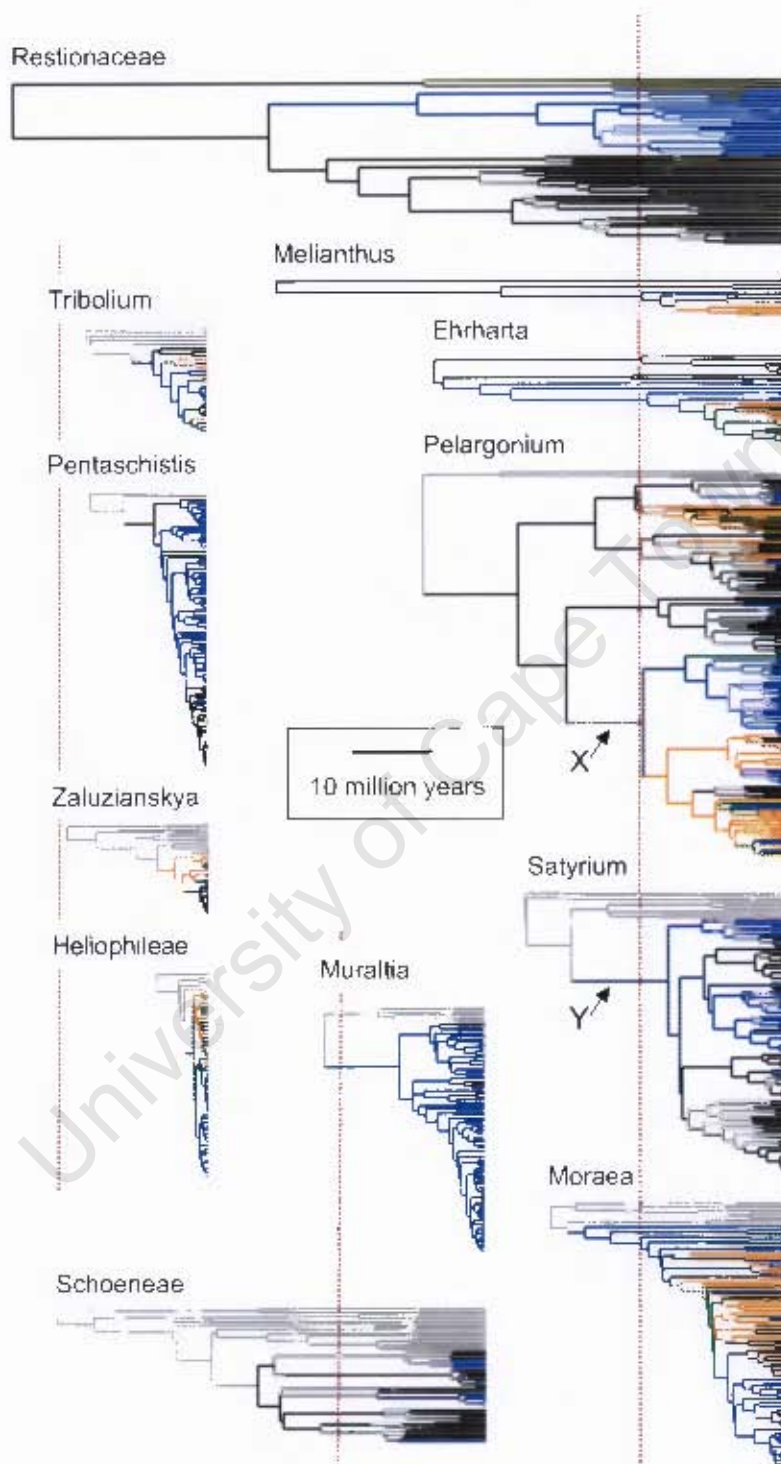 Restionaceae
Melianthus
Tribolium
Ehrharta
Pentaschistis
Pelargonium
10 million years
X
Zaluzianskya
Satyrium
Heliophileae
Muraltia
Y
Moraea
Schoeneae
University of Cape Town